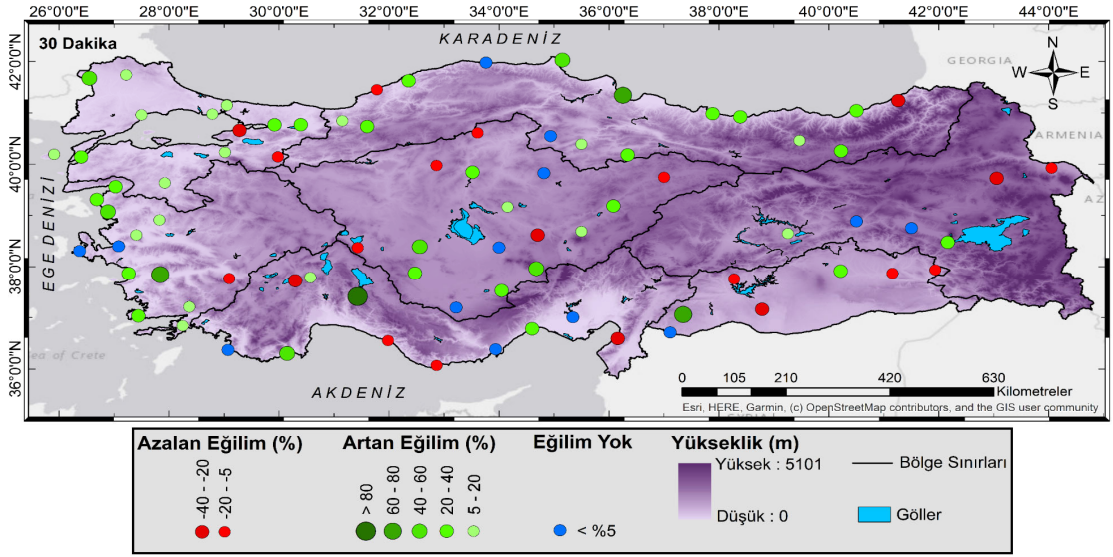 28°0'0"E 30°0'0"E 32°0'0"E 34°0'0"E 36°0'0"E 38°0'0"E 40°0'0"E 42°0'0"E 44°0'0"E
30 Dakika
KARADENİZ
GEORGIA
N
W E
S
42°0'0"N
40°0'0"N
38°0'0"N
36°0'0"N
ARMENIA
AZ
EGE DENİZİ
Sea of Crete
AKDENİZ
0 105 210 420 630
Kilometreler
Esri, HERE, Garmin, (c) OpenStreetMap contributors, and the GIS user community
Azalan Eğilim (%)
-40 - -20
-20 - -5
Artan Eğilim (%)
> 80
60 - 80
40 - 60
20 - 40
5 - 20
Eğilim Yok
< %5
Yükseklik (m)
Yüksek : 5101
Düşük : 0
Bölge Sınırları
Göller